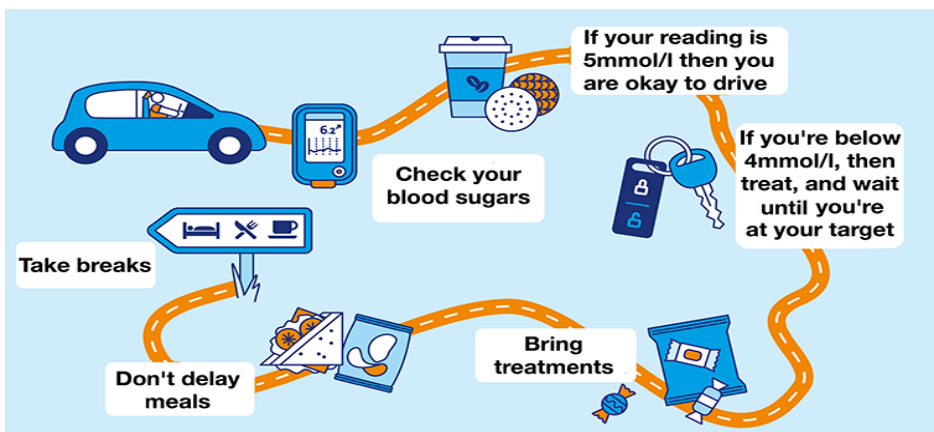 If your reading is
5mmol/l then you
are okay to drive
6.2
Check your
blood sugars
If you're below
4mmol/l, then
treat, and wait
until you're
at your target
Take breaks
Bring
treatments
Don't delay
meals